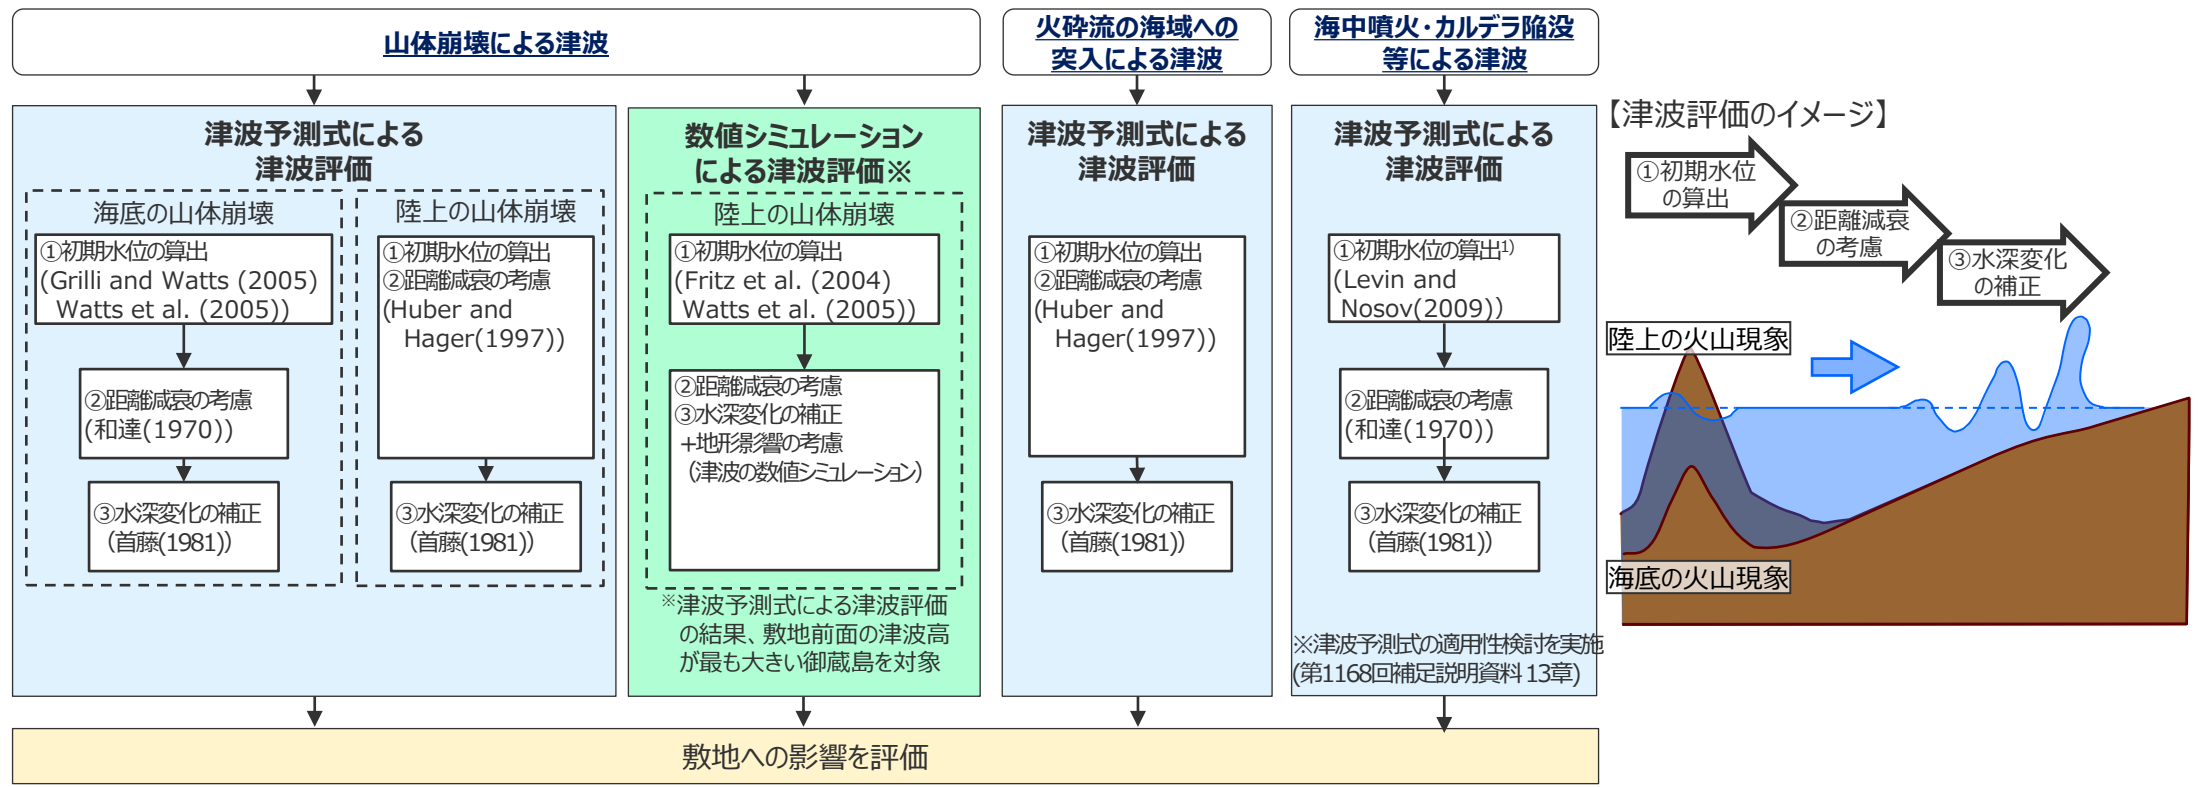 山体崩壊による津波
火砕流の海域への
突入による津波
海中噴火・カルデラ陥没
等による津波
津波予測式による
津波評価
海底の山体崩壊
①初期水位の算出
(Grilli and Watts (2005)
Watts et al. (2005))
②距離減衰の考慮
(和達(1970))
③水深変化の補正
(首藤(1981))
陸上の山体崩壊
①初期水位の算出
②距離減衰の考慮
(Huber and
Hager(1997))
③水深変化の補正
(首藤(1981))
数値シミュレーション
による津波評価※
陸上の山体崩壊
①初期水位の算出
(Fritz et al. (2004)
Watts et al. (2005))
②距離減衰の考慮
③水深変化の補正
+地形影響の考慮
(津波の数値シミュレーション)
※津波予測式による津波評価
の結果、敷地前面の津波高
が最も大きい御蔵島を対象
津波予測式による
津波評価
①初期水位の算出
②距離減衰の考慮
(Huber and
Hager(1997))
③水深変化の補正
(首藤(1981))
津波予測式による
津波評価
①初期水位の算出1)
(Levin and
Nosov(2009))
②距離減衰の考慮
(和達(1970))
③水深変化の補正
(首藤(1981))
※津波予測式の適用性検討を実施
(第1168回補足説明資料 13章)
敷地への影響を評価
【津波評価のイメージ】
①初期水位
の算出
②距離減衰
の考慮
③水深変化
の補正
陸上の火山現象
海底の火山現象